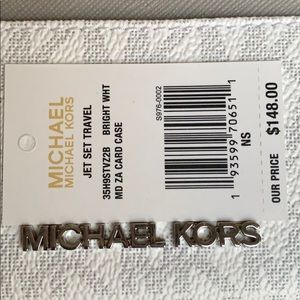 MICHAEL
MICHAEL KORS
JET SET TRAVEL
35H9STVZ2B BRIGHT WHT
MD ZA CARD CASE
S976-0002
1 93599 70651 1
NS
OUR PRICE $148.00
MICHAEL KORS